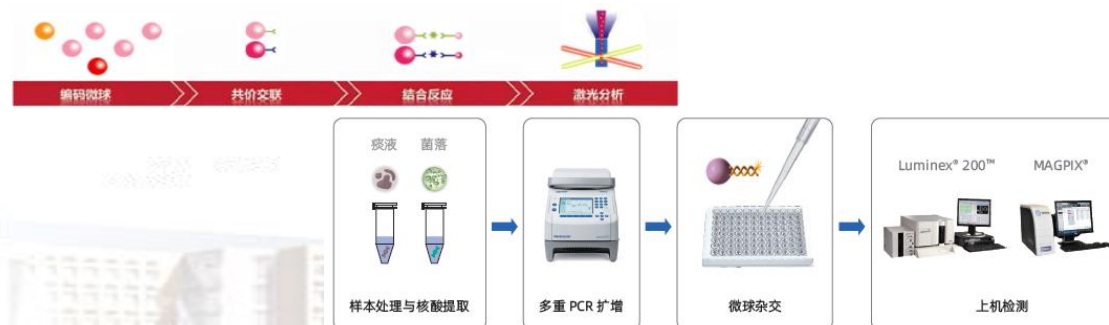 编码微球
共价交联
结合反应
激光分析
痰液
菌落
样本处理与核酸提取
多重 PCR 扩增
微球杂交
Luminex® 200™
MAGPIX®
上机检测